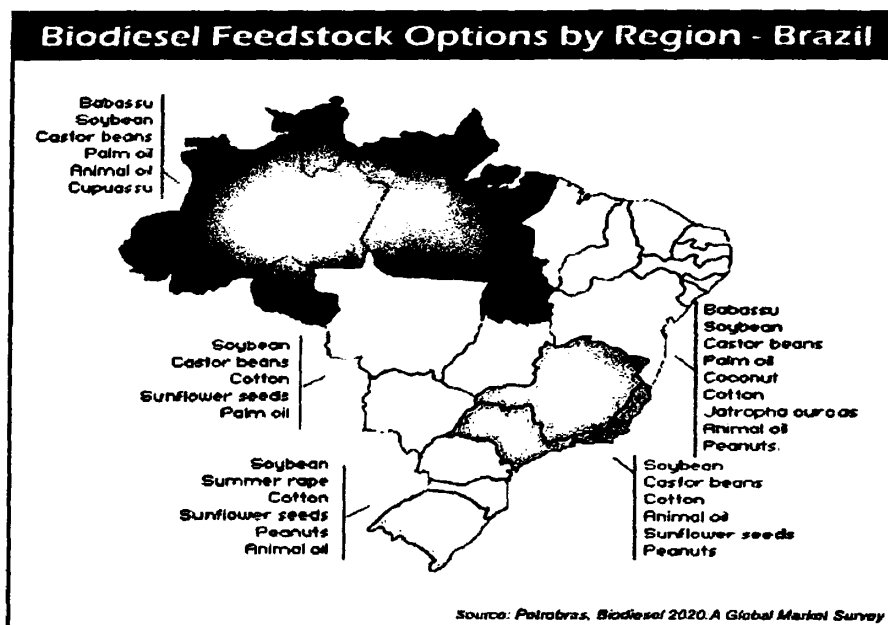 Biodiesel Feedstock Options by Region - Brazil
Babassu
Soybean
Castor beans
Palm oil
Animal oil
Cupuassu
Babassu
Soybean
Castor beans
Palm oil
Coconut
Cotton
Jatropha curcas
Animal oil
Peanuts.
Soybean
Castor beans
Cotton
Sunflower seeds
Palm oil
Soybean
Summer rape
Cotton
Sunflower seeds
Peanuts
Animal oil
Soybean
Castor beans
Cotton
Animal oil
Sunflower seeds
Peanuts
Source: Petrobras, Biodiesel 2020.A Global Market Survey